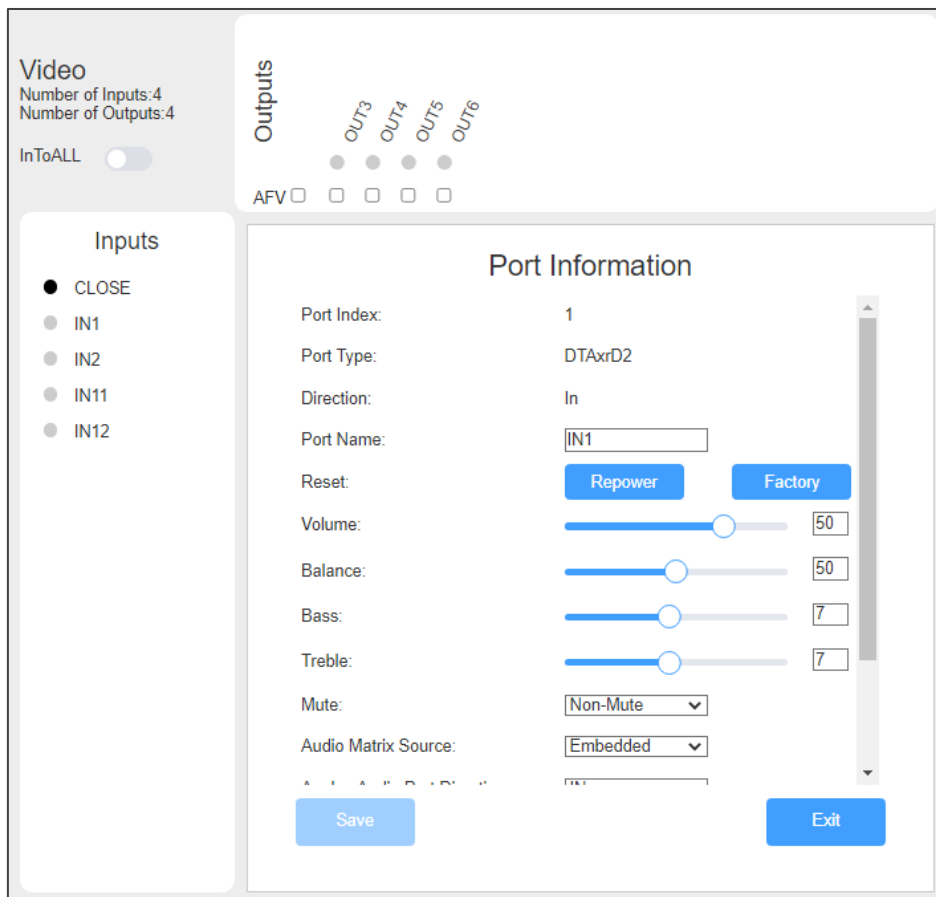 Video
Number of Inputs:4
Number of Outputs:4
InToALL
Outputs
OUT3 OUT4 OUT5 OUT6
AFV
Inputs
CLOSE
IN1
IN2
IN11
IN12
Port Information
Port Index: 1
Port Type: DTAxrD2
Direction: In
Port Name: IN1
Reset: Repower Factory
Volume: 50
Balance: 50
Bass: 7
Treble: 7
Mute: Non-Mute
Audio Matrix Source: Embedded
Save Exit